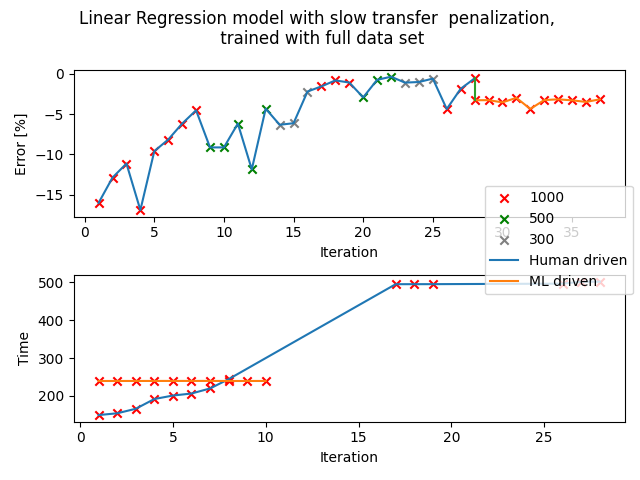 Linear Regression model with slow transfer  penalization,
trained with full data set
0
−5
−10
−15
Error [%]
0 5 10 15 20 25 30 35
Iteration
1000
500
300
Human driven
ML driven
500
400
300
200
Time
0 5 10 15 20 25
Iteration